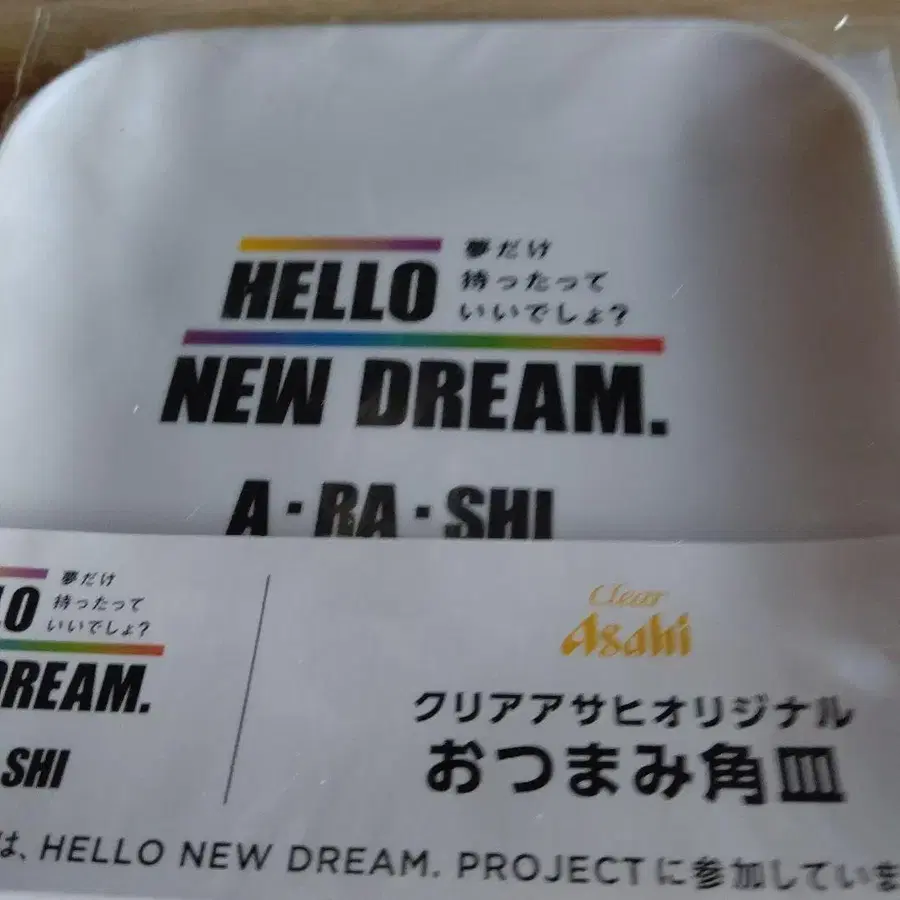 HELLO
夢だけ
持ったって
いいでしょ?
NEW DREAM.
A・RA・SHI
LO
夢だけ
持ったって
いいでしょ?
DREAM.
SHI
Clear
Asahi
クリアアサヒオリジナル
おつまみ角皿
は、HELLO NEW DREAM. PROJECTに参加していま